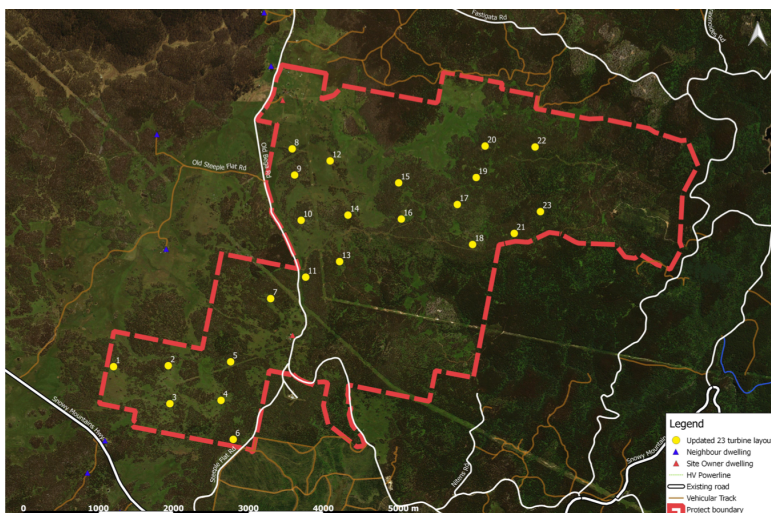 Fastigata Rd
Old Bega Rd
Old Steeple Flat Rd
8
9
12
20
22
15
19
17
23
10
14
16
21
18
13
11
7
1
2
5
3
4
6
Snowy Mountains Hwy
Steeple Flat Rd
Nitens Rd
Snowy Mountai
0 1000 2000 3000 4000 5000 m
Legend
Updated 23 turbine layou
Neighbour dwelling
Site Owner dwelling
HV Powerline
Existing road
Vehicular Track
Project boundary